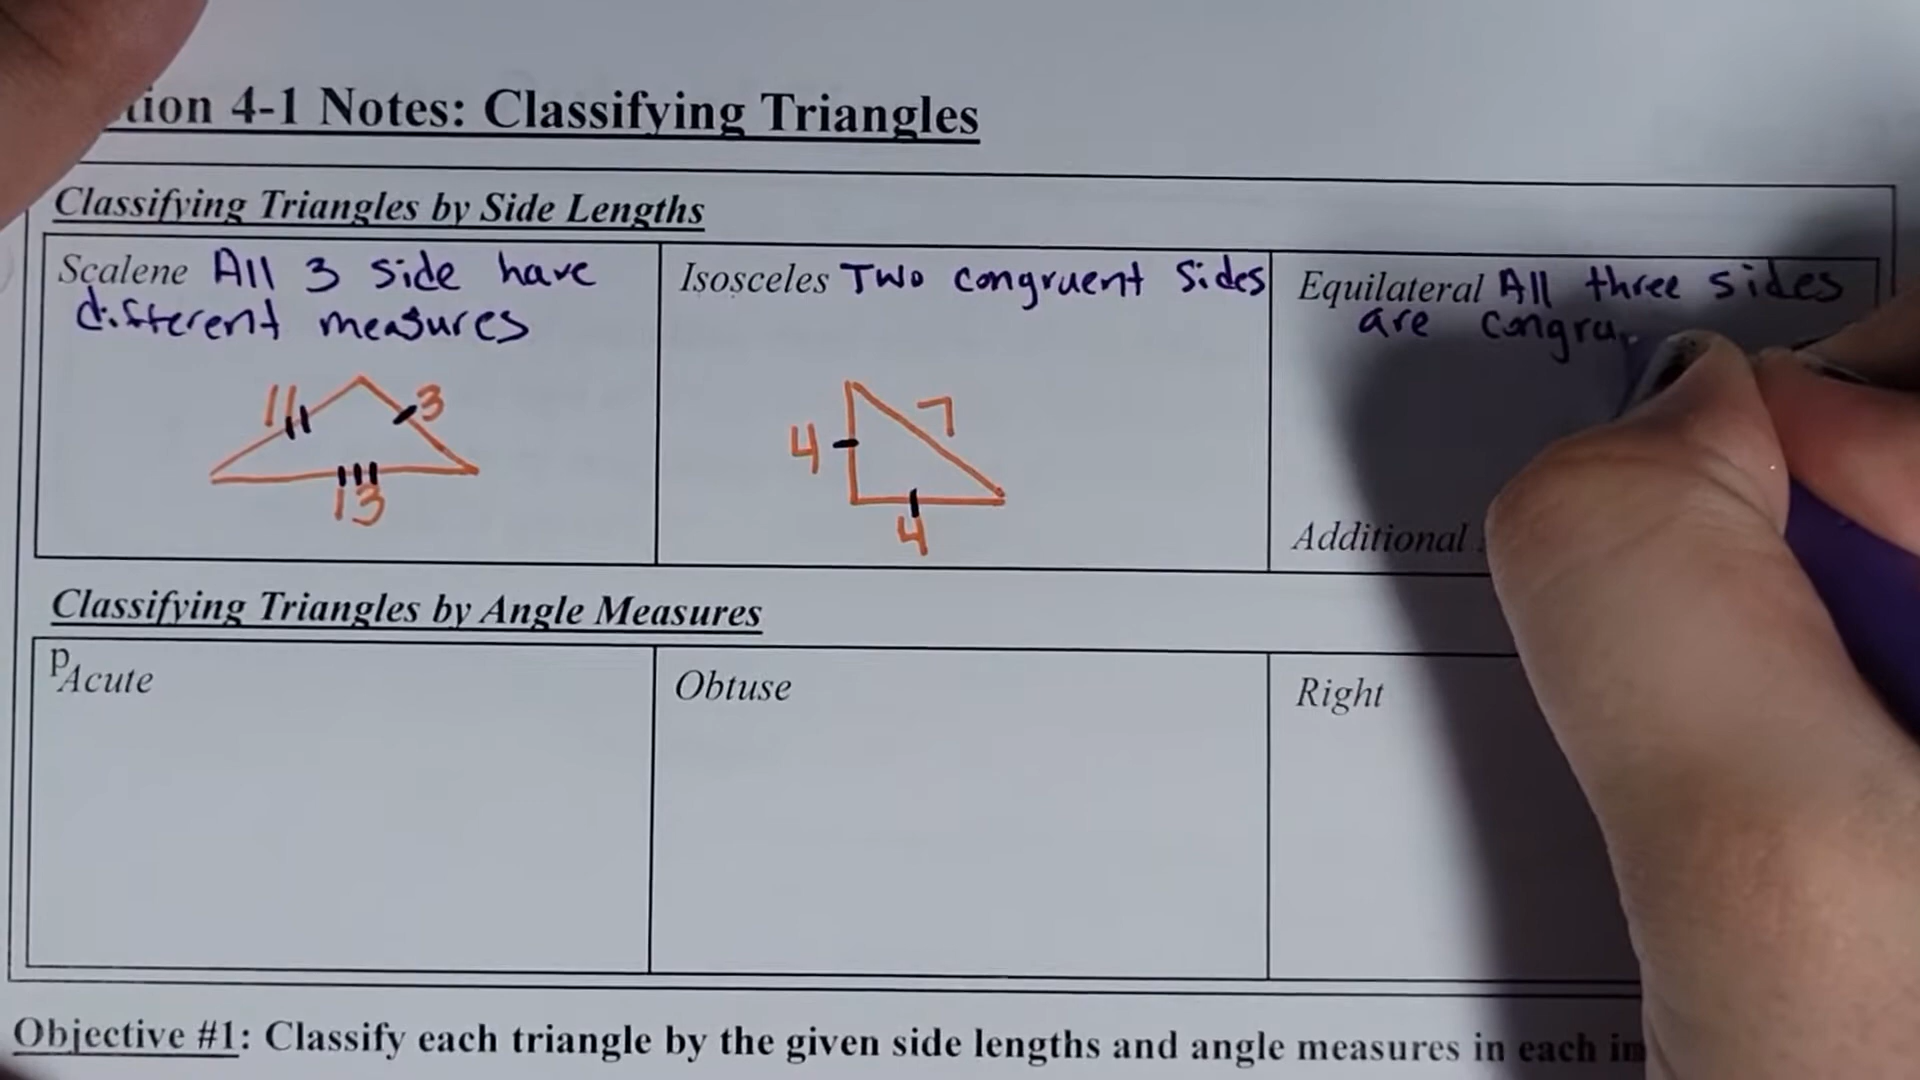 tion 4-1 Notes: Classifying Triangles
Classifying Triangles by Side Lengths
Scalene All 3 side have
different measures
11 3
13
Isosceles Two congruent Sides
7
4
4
Equilateral All three sides
are congru
Additional
Classifying Triangles by Angle Measures
PAcute
Obtuse
Right
Objective #1: Classify each triangle by the given side lengths and angle measures in each